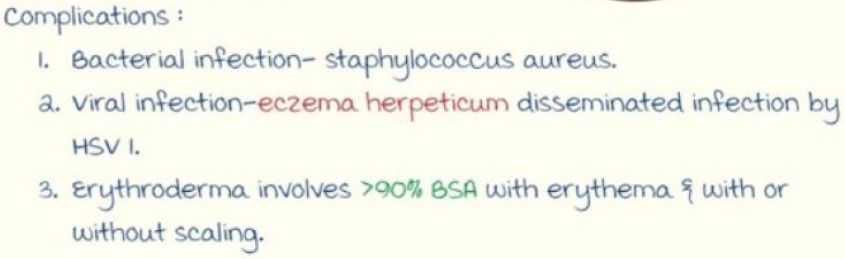 Complications :
1. Bacterial infection- staphylococcus aureus.
2. Viral infection-eczema herpeticum disseminated infection by
HSV 1.
3. Erythroderma involves >90% BSA with erythema & with or
without scaling.